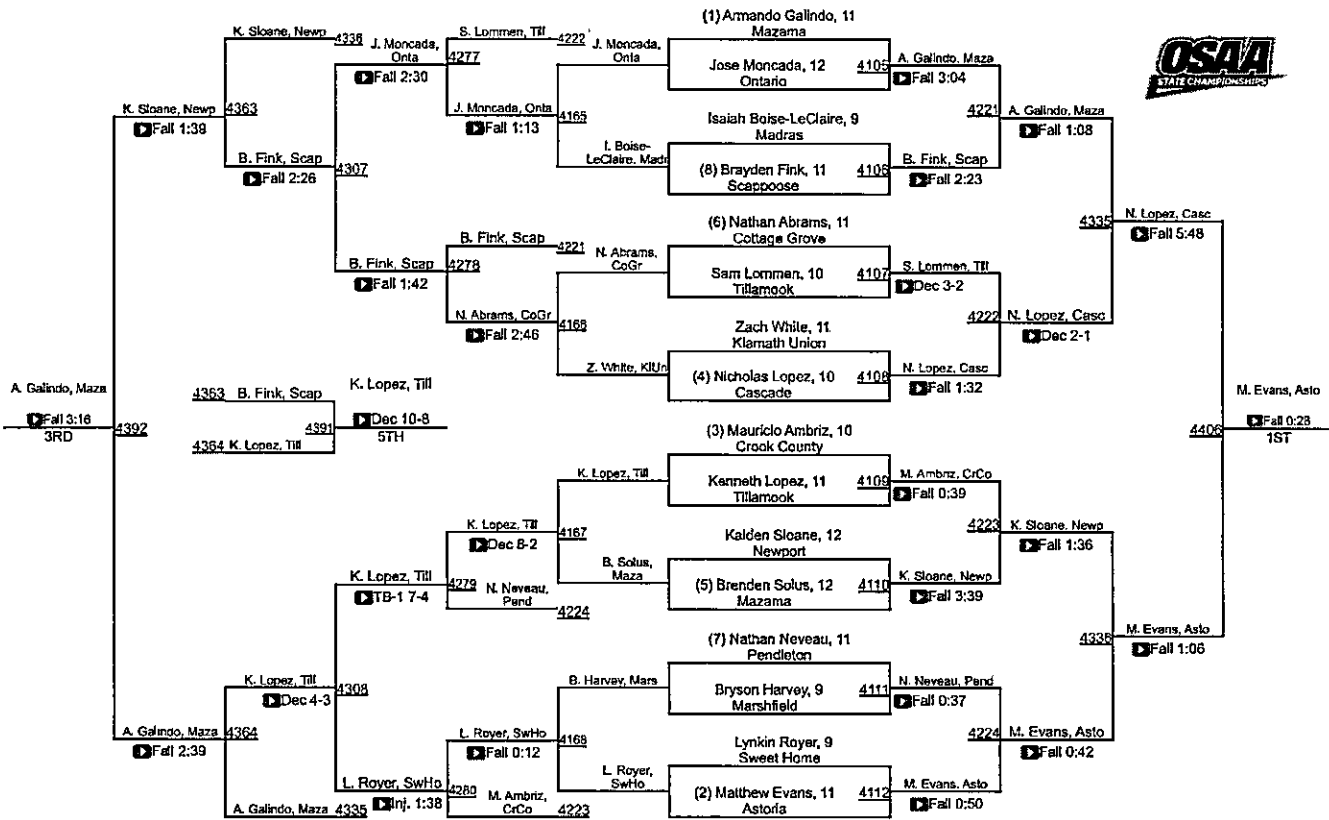 (1) Armando Galindo, 11
Mazama
Jose Moncada, 12
Ontario
4105
Isaiah Boise-LeClaire, 9
Madras
(8) Brayden Fink, 11
Scappoose
4106
(6) Nathan Abrams, 11
Cottage Grove
Sam Lommen, 10
Tillamook
4107
Zach White, 11
Klamath Union
(4) Nicholas Lopez, 10
Cascade
4108
(3) Mauricio Ambriz, 10
Crook County
Kenneth Lopez, 11
Tillamook
4109
Kalden Sloane, 12
Newport
(5) Brenden Solus, 12
Mazama
4110
(7) Nathan Neveau, 11
Pendleton
Bryson Harvey, 9
Marshfield
4111
Lynkin Royer, 9
Sweet Home
(2) Matthew Evans, 11
Astoria
4112
A. Galindo, Maza
Fall 3:04
4221
B. Fink, Scap
Fall 2:23
S. Lommen, Till
Dec 3-2
4222
N. Lopez, Casc
Fall 1:32
M. Ambriz, CrCo
Fall 0:39
4223
K. Sloane, Newp
Fall 3:39
N. Neveau, Pend
Fall 0:37
4224
M. Evans, Asto
Fall 0:50
A. Galindo, Maza
Fall 1:08
4335
N. Lopez, Casc
Dec 2-1
K. Sloane, Newp
Fall 1:36
4336
M. Evans, Asto
Fall 0:42
N. Lopez, Casc
Fall 5:48
4406
M. Evans, Asto
Fall 1:06
M. Evans, Asto
Fall 0:28
1ST
OSAA
STATE CHAMPIONSHIPS
J. Moncada,
Onta
4165
I. Boise-
LeClaire, Madr
N. Abrams,
CoGr
4166
Z. White, KlUn
K. Lopez, Till
4167
B. Solus,
Maza
B. Harvey, Mars
4168
L. Royer,
SwHo
S. Lommen, Till
4222
4277
J. Moncada, Onta
Fall 1:13
B. Fink, Scap
4221
4278
N. Abrams, CoGr
Fall 2:46
K. Lopez, Till
Dec 8-2
4279
N. Neveau,
Pend
4224
L. Royer, SwHo
Fall 0:12
4280
M. Ambriz,
CrCo
4223
J. Moncada,
Onta
Fall 2:30
4307
B. Fink, Scap
Fall 1:42
K. Lopez, Till
TB-1 7-4
4308
L. Royer, SwHo
Inj. 1:38
K. Sloane, Newp
4336
4363
B. Fink, Scap
Fall 2:26
K. Lopez, Till
Dec 4-3
4364
A. Galindo, Maza
4335
K. Sloane, Newp
Fall 1:39
4392
A. Galindo, Maza
Fall 2:39
A. Galindo, Maza
Fall 3:16
3RD
4363 B. Fink, Scap
4391
4364 K. Lopez, Till
K. Lopez, Till
Dec 10-8
5TH